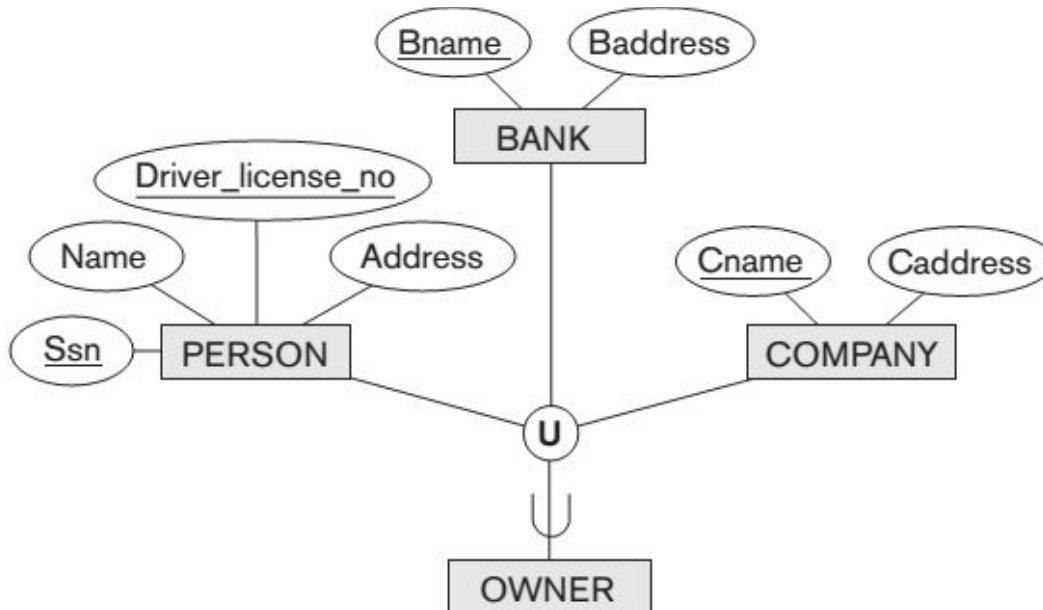 Bname Baddress
BANK
Driver_license_no
Name Address
Cname Caddress
Ssn PERSON COMPANY
U
OWNER